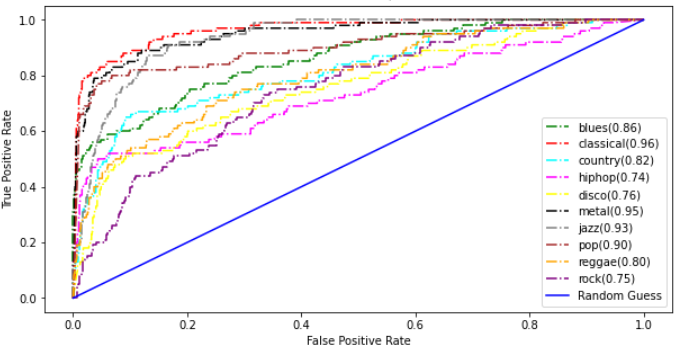 True Positive Rate
1.0
0.8
0.6
0.4
0.2
0.0
blues(0.86)
classical(0.96)
country(0.82)
hiphop(0.74)
disco(0.76)
metal(0.95)
jazz(0.93)
pop(0.90)
reggae(0.80)
rock(0.75)
Random Guess
0.0 0.2 0.4 0.6 0.8 1.0
False Positive Rate